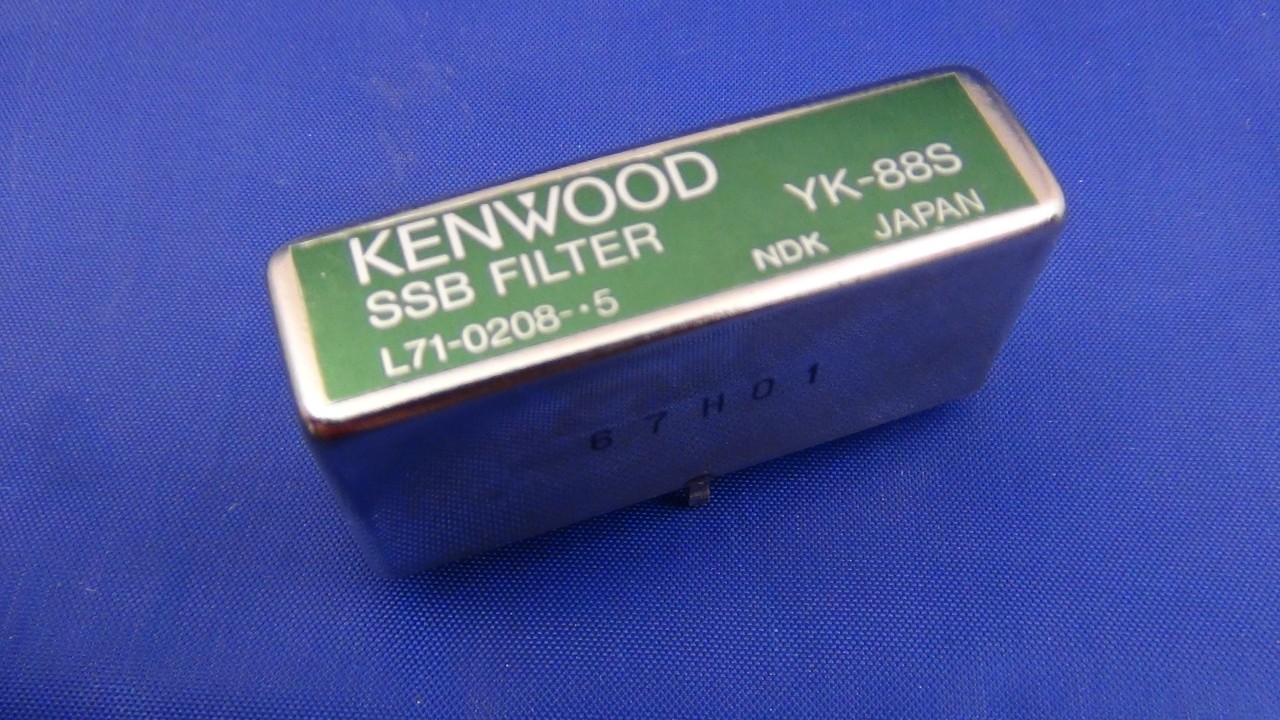 KENWOOD
YK-88S
SSB FILTER
NDK JAPAN
L71-0208-·5
67H01